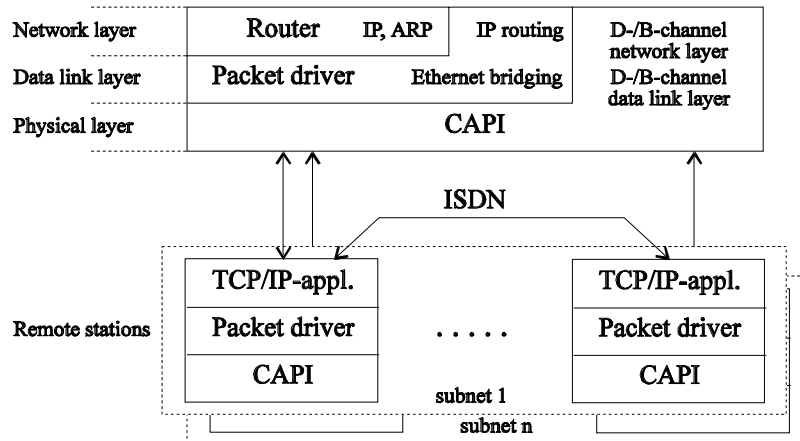 Network layer Router IP, ARP IP routing D-/B-channel
network layer
Data link layer Packet driver Ethernet bridging D-/B-channel
data link layer
Physical layer CAPI
ISDN
TCP/IP-appl. TCP/IP-appl.
Remote stations Packet driver . . . . . Packet driver
CAPI CAPI
subnet 1
subnet n